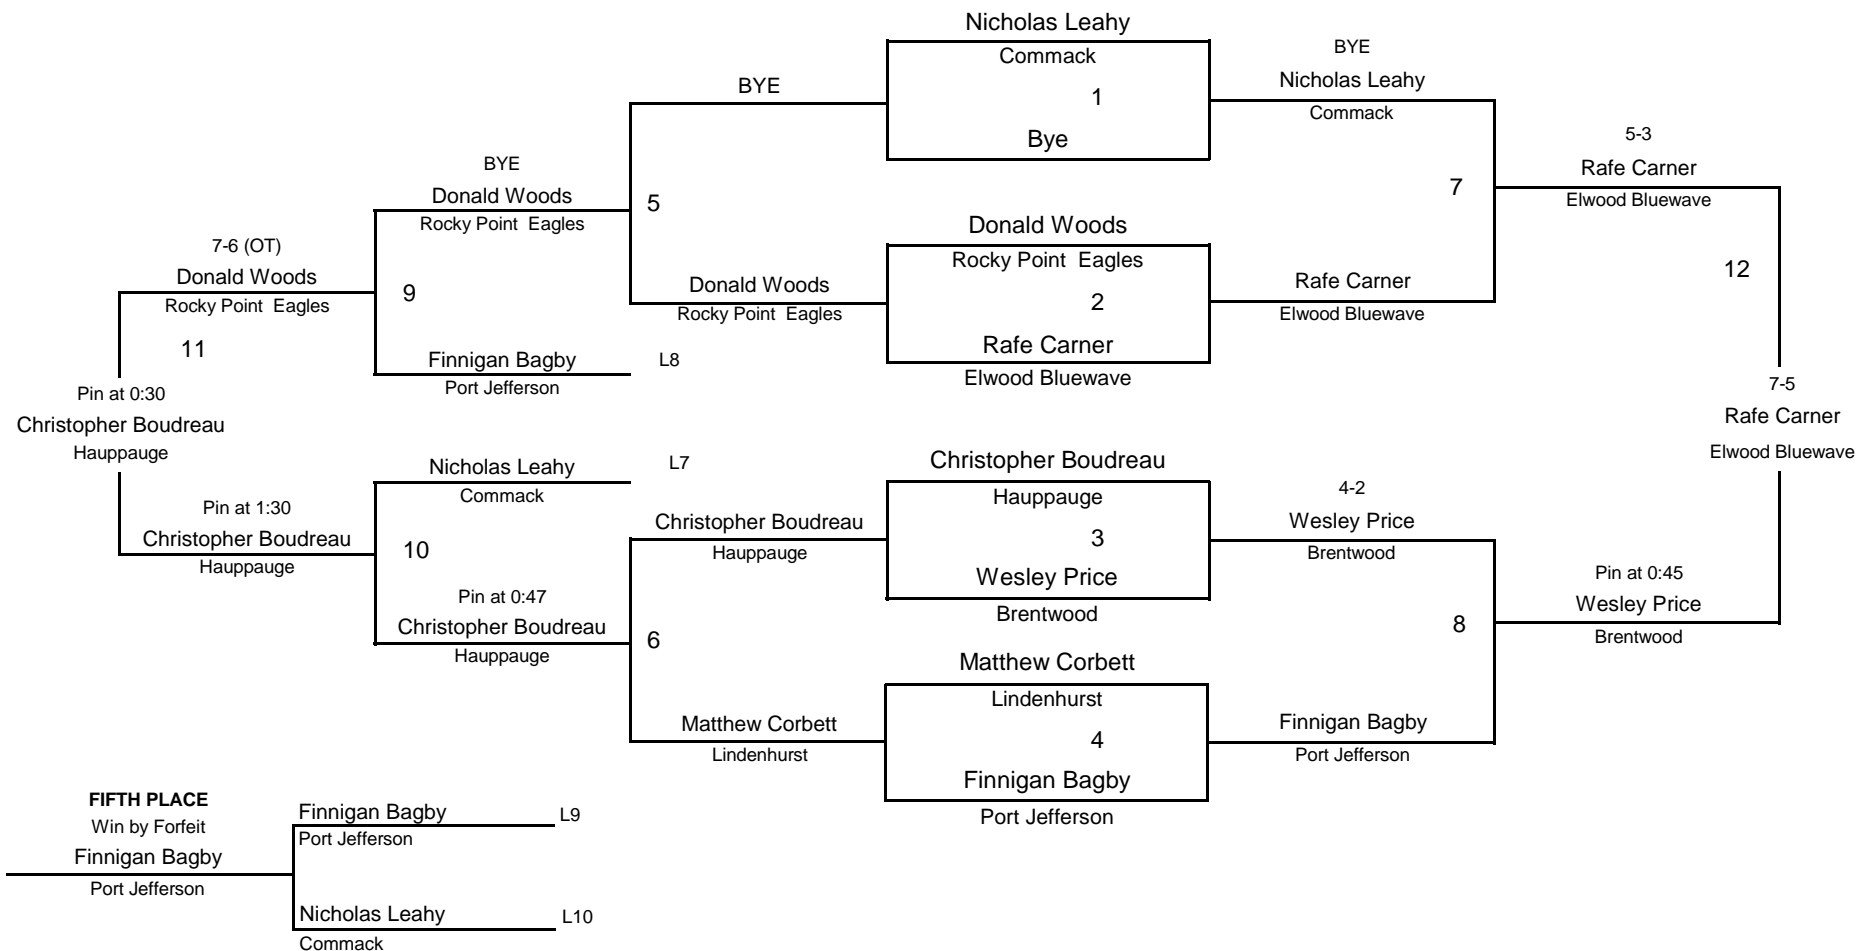 Nicholas Leahy
Commack
1
Bye
BYE
Nicholas Leahy
Commack
BYE
5-3
Rafe Carner
Elwood Bluewave
BYE
Donald Woods
Rocky Point  Eagles
5
7
Donald Woods
Rocky Point  Eagles
2
Rafe Carner
Elwood Bluewave
7-6 (OT)
Donald Woods
Rocky Point  Eagles
9
Donald Woods
Rocky Point  Eagles
Rafe Carner
Elwood Bluewave
12
11
Finnigan Bagby
Port Jefferson
L8
Pin at 0:30
Christopher Boudreau
Hauppauge
7-5
Rafe Carner
Elwood Bluewave
Nicholas Leahy
Commack
L7
Christopher Boudreau
Hauppauge
3
Wesley Price
Brentwood
4-2
Wesley Price
Brentwood
Pin at 1:30
Christopher Boudreau
Hauppauge
10
Christopher Boudreau
Hauppauge
Pin at 0:47
Christopher Boudreau
Hauppauge
6
8
Pin at 0:45
Wesley Price
Brentwood
Matthew Corbett
Lindenhurst
4
Finnigan Bagby
Port Jefferson
Matthew Corbett
Lindenhurst
Finnigan Bagby
Port Jefferson
FIFTH PLACE
Win by Forfeit
Finnigan Bagby
Port Jefferson
Finnigan Bagby
Port Jefferson
L9
Nicholas Leahy
Commack
L10